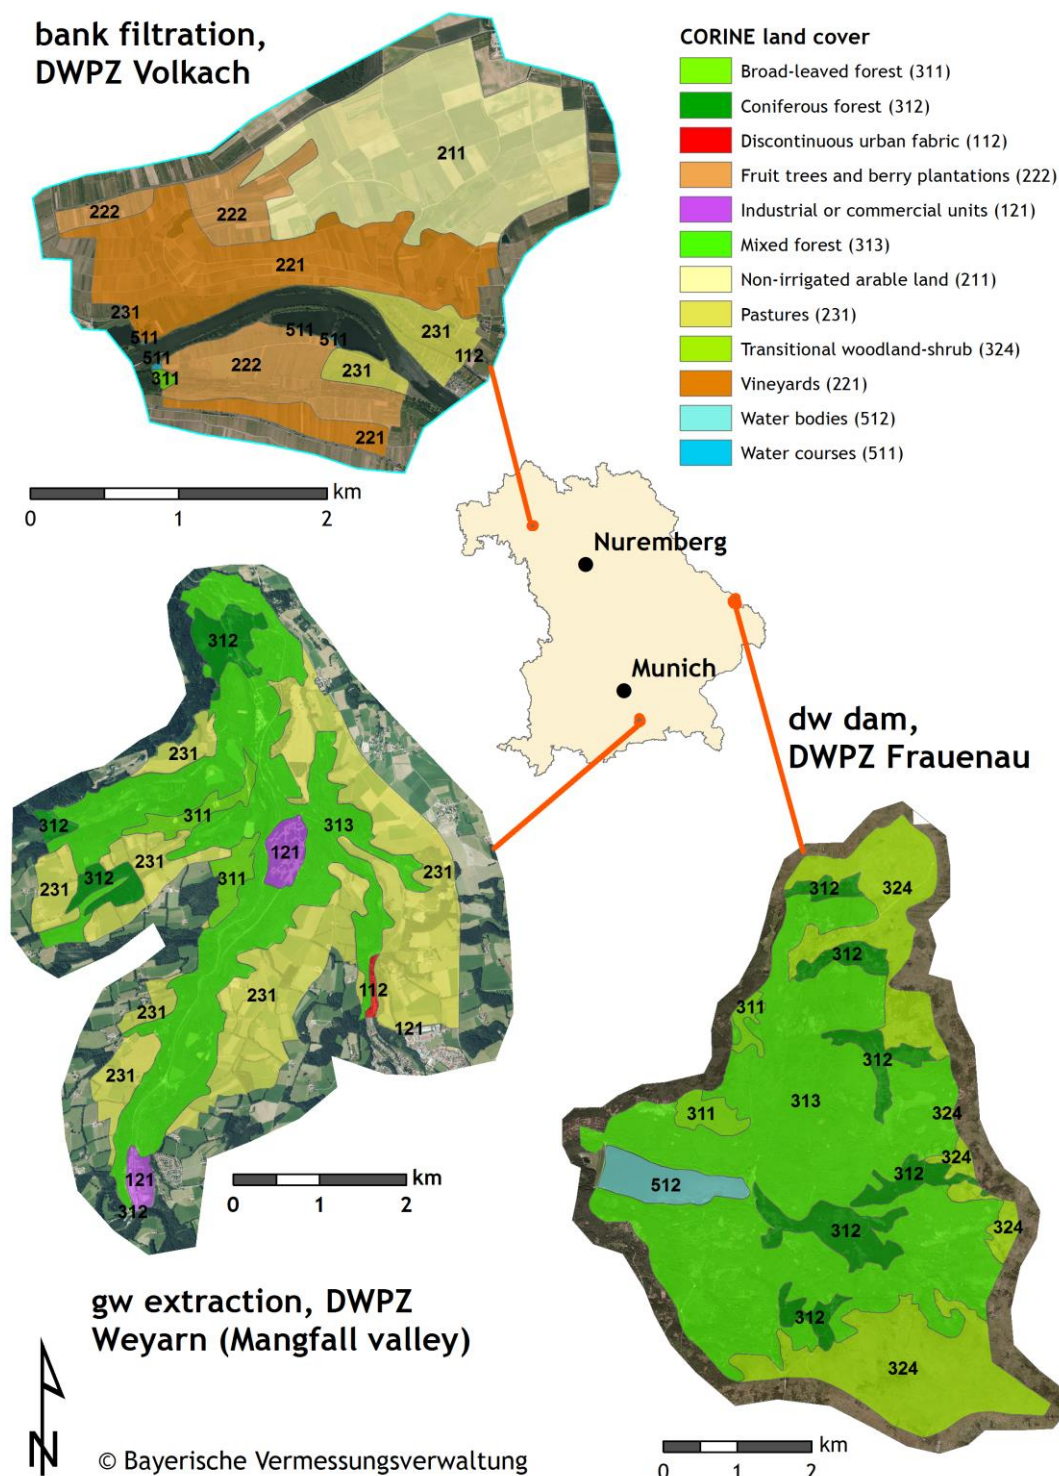 bank filtration,
DWPZ Volkach
211
222
222
221
231
511
511
311
222
511
511
231
231
112
221
km
0 1 2
CORINE land cover
Broad-leaved forest (311)
Coniferous forest (312)
Discontinuous urban fabric (112)
Fruit trees and berry plantations (222)
Industrial or commercial units (121)
Mixed forest (313)
Non-irrigated arable land (211)
Pastures (231)
Transitional woodland-shrub (324)
Vineyards (221)
Water bodies (512)
Water courses (511)
Nuremberg
Munich
312
231
311
312
313
121
231
231
312
311
231
231
112
231
121
231
121
312
km
0 1 2
gw extraction, DWPZ
Weyarn (Mangfall valley)
dw dam,
DWPZ Frauenau
312
324
312
311
312
313
311
324
324
312
512
312
324
312
324
km
0 1 2
N
© Bayerische Vermessungsverwaltung